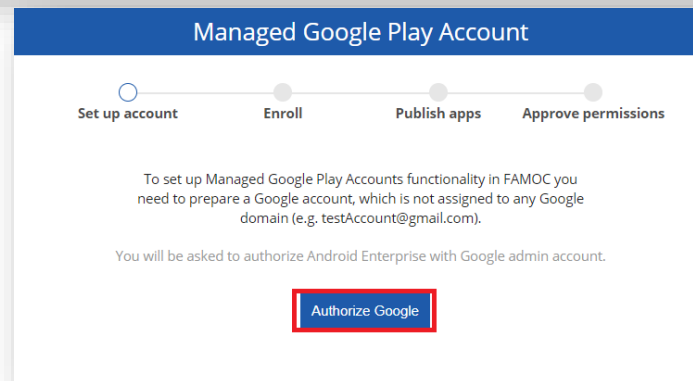 Managed Google Play Account
Set up account Enroll Publish apps Approve permissions
To set up Managed Google Play Accounts functionality in FAMOC you
need to prepare a Google account, which is not assigned to any Google
domain (e.g. testAccount@gmail.com).
You will be asked to authorize Android Enterprise with Google admin account.
Authorize Google